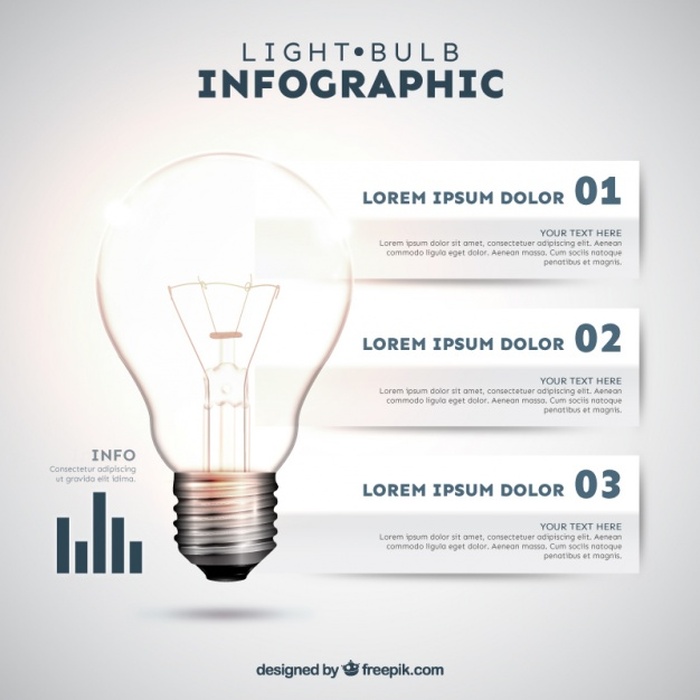 LIGHT•BULB
INFOGRAPHIC
LOREM IPSUM DOLOR 01
YOUR TEXT HERE
Lorem ipsum dolor sit amet, consectetuer adipiscing elit. Aenean
commodo ligula eget dolor. Aenean massa. Cum sociis natoque
penatibus et magnis.
LOREM IPSUM DOLOR 02
YOUR TEXT HERE
Lorem ipsum dolor sit amet, consectetuer adipiscing elit. Aenean
commodo ligula eget dolor. Aenean massa. Cum sociis natoque
penatibus et magnis.
INFO
Consectetur adipiscing
ut gravida elit idima.
LOREM IPSUM DOLOR 03
YOUR TEXT HERE
Lorem ipsum dolor sit amet, consectetuer adipiscing elit. Aenean
commodo ligula eget dolor. Aenean massa. Cum sociis natoque
penatibus et magnis.
designed by freepik.com